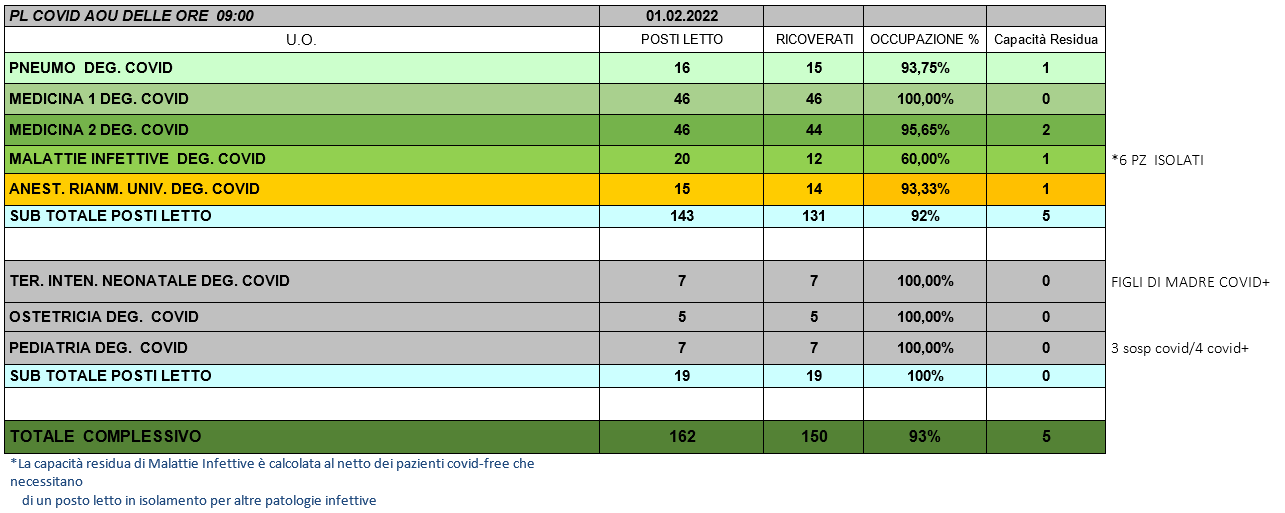 PL COVID AOU DELLE ORE 09:00 01.02.2022
U.O. POSTI LETTO RICOVERATI OCCUPAZIONE % Capacità Residua
PNEUMO DEG. COVID 16 15 93,75% 1
MEDICINA 1 DEG. COVID 46 46 100,00% 0
MEDICINA 2 DEG. COVID 46 44 95,65% 2
MALATTIE INFETTIVE DEG. COVID 20 12 60,00% 1 *6 PZ ISOLATI
ANEST. RIANM. UNIV. DEG. COVID 15 14 93,33% 1
SUB TOTALE POSTI LETTO 143 131 92% 5
TER. INTEN. NEONATALE DEG. COVID 7 7 100,00% 0 FIGLI DI MADRE COVID+
OSTETRICIA DEG. COVID 5 5 100,00% 0
PEDIATRIA DEG. COVID 7 7 100,00% 0 3 sosp covid/4 covid+
SUB TOTALE POSTI LETTO 19 19 100% 0
TOTALE COMPLESSIVO 162 150 93% 5
*La capacità residua di Malattie Infettive è calcolata al netto dei pazienti covid-free che
necessitano
di un posto letto in isolamento per altre patologie infettive